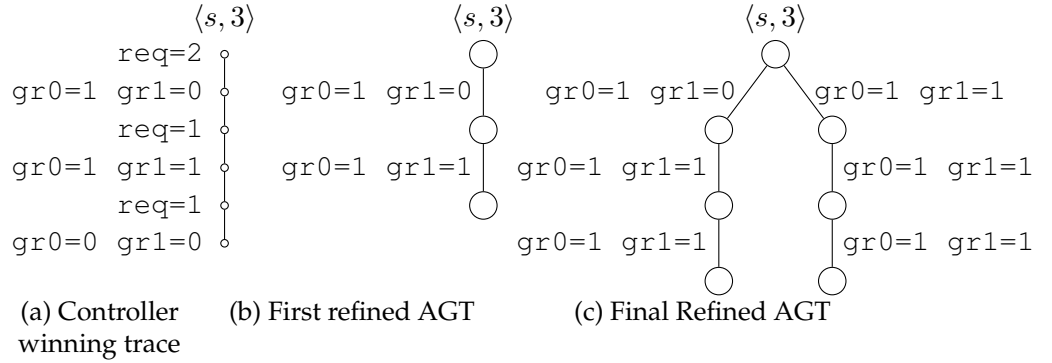 ⟨s, 3⟩
req=2
gr0=1 gr1=0
req=1
gr0=1 gr1=1
req=1
gr0=0 gr1=0
(a) Controller
winning trace
⟨s, 3⟩
gr0=1 gr1=0
gr0=1 gr1=1
(b) First refined AGT
⟨s, 3⟩
gr0=1 gr1=0 gr0=1 gr1=1
gr0=1 gr1=1 gr0=1 gr1=1
gr0=1 gr1=1 gr0=1 gr1=1
(c) Final Refined AGT